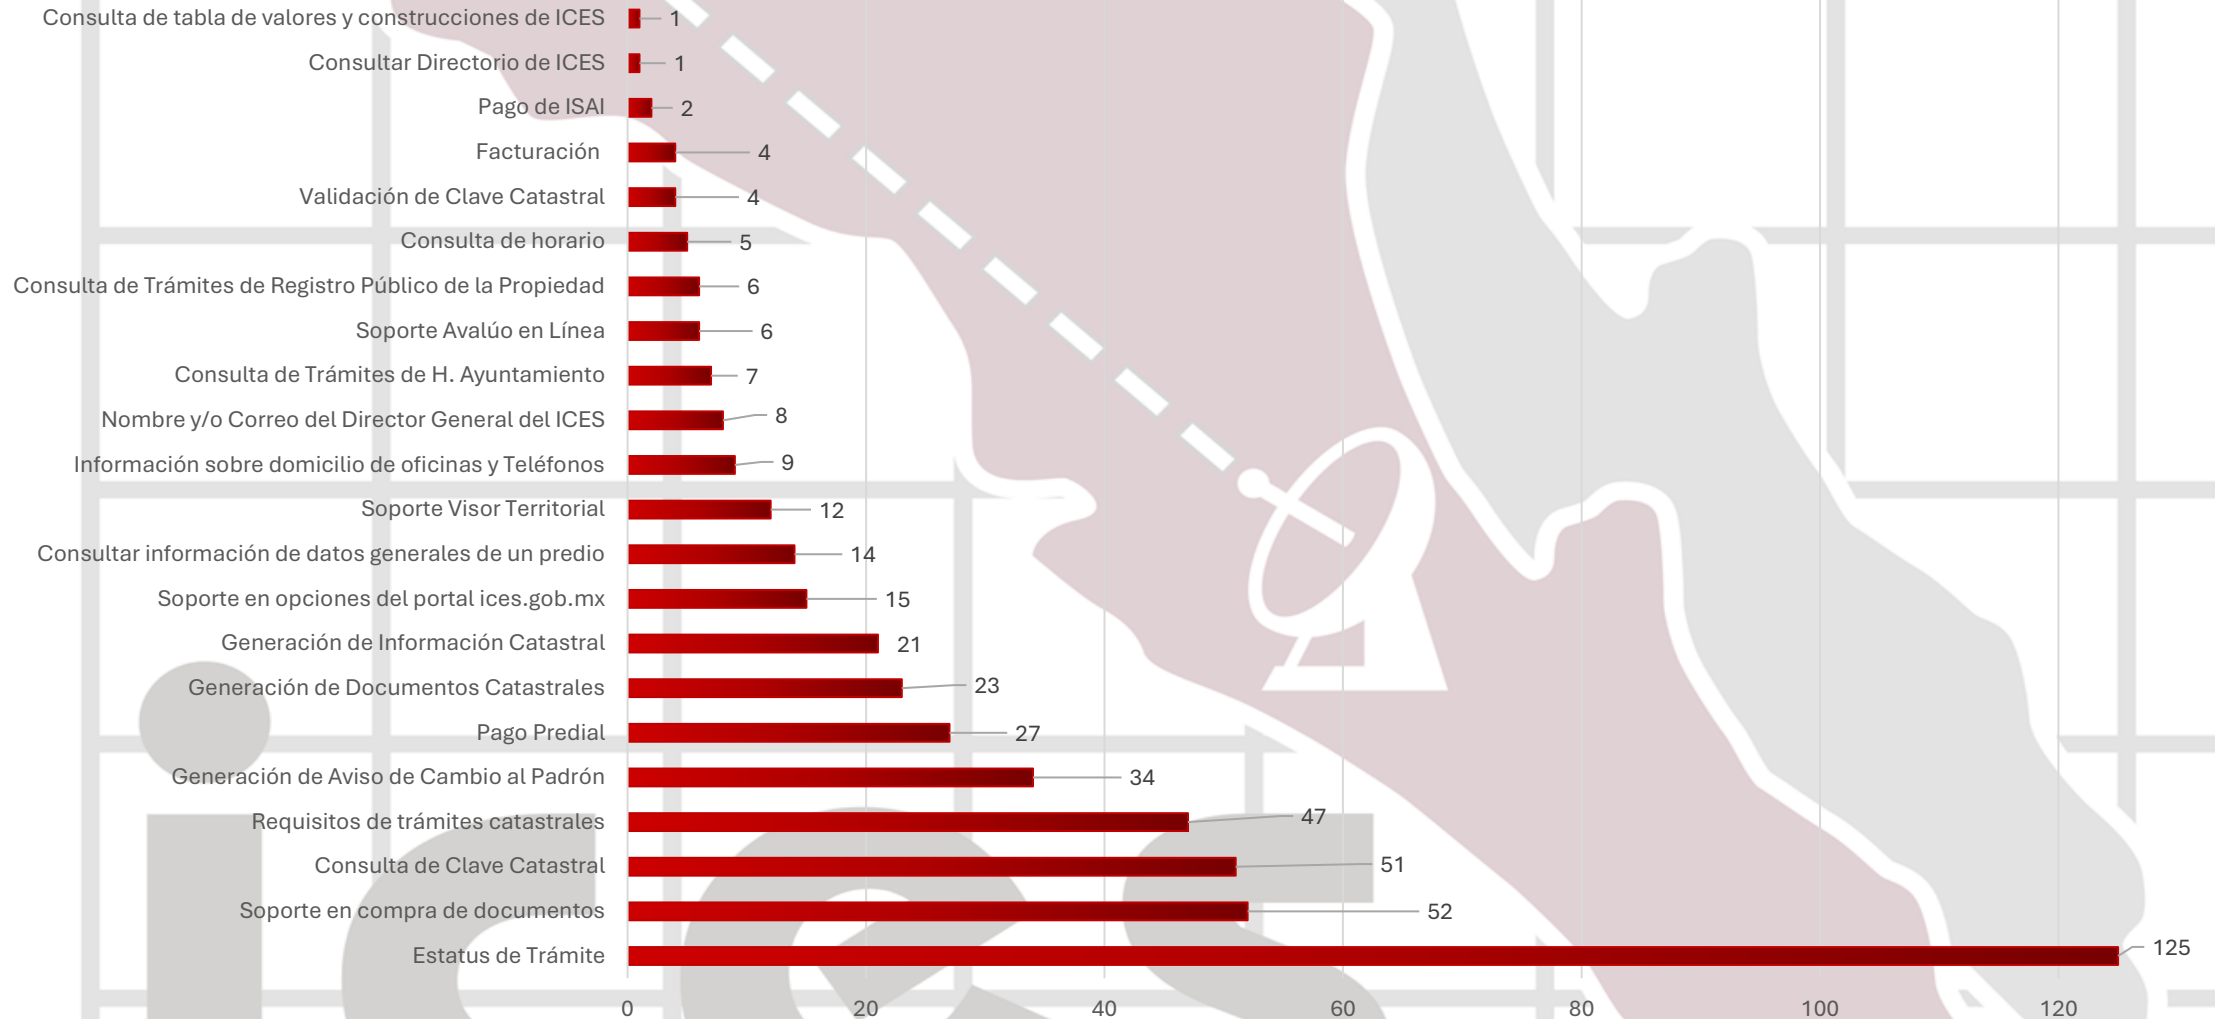 Consulta de tabla de valores y construcciones de ICES 1
Consultar Directorio de ICES 1
Pago de ISAI 2
Facturación 4
Validación de Clave Catastral 4
Consulta de horario 5
Consulta de Trámites de Registro Público de la Propiedad 6
Soporte Avalúo en Línea 6
Consulta de Trámites de H. Ayuntamiento 7
Nombre y/o Correo del Director General del ICES 8
Información sobre domicilio de oficinas y Teléfonos 9
Soporte Visor Territorial 12
Consultar información de datos generales de un predio 14
Soporte en opciones del portal ices.gob.mx 15
Generación de Información Catastral 21
Generación de Documentos Catastrales 23
Pago Predial 27
Generación de Aviso de Cambio al Padrón 34
Requisitos de trámites catastrales 47
Consulta de Clave Catastral 51
Soporte en compra de documentos 52
Estatus de Trámite 125
0 20 40 60 80 100 120
ices